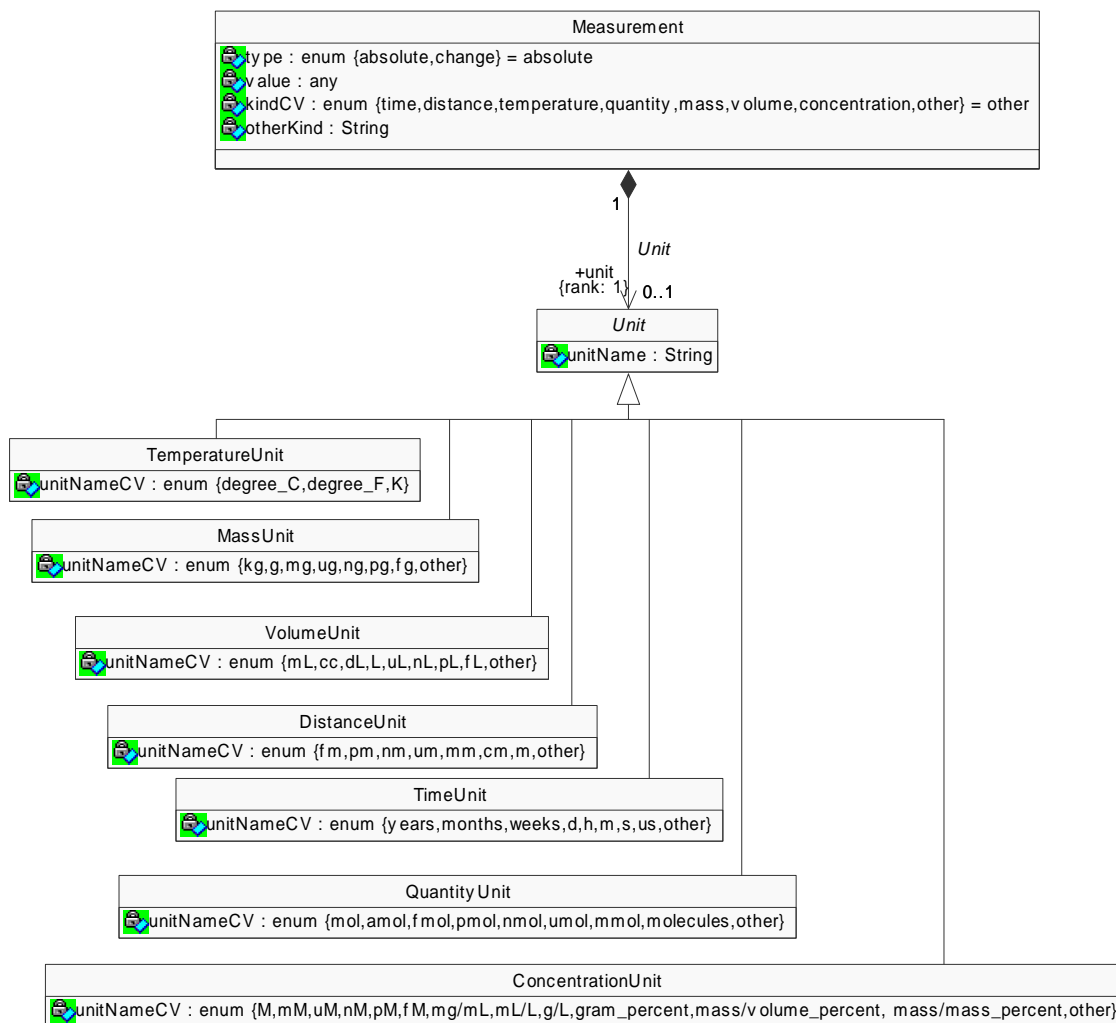 Measurement
type : enum {absolute,change} = absolute
value : any
kindCV : enum {time,distance,temperature,quantity,mass,volume,concentration,other} = other
otherKind : String
1
Unit
+unit
{rank: 1}
0..1
Unit
unitName : String
TemperatureUnit
unitNameCV : enum {degree_C,degree_F,K}
MassUnit
unitNameCV : enum {kg,g,mg,ug,ng,pg,fg,other}
VolumeUnit
unitNameCV : enum {mL,cc,dL,L,uL,nL,pL,fL,other}
DistanceUnit
unitNameCV : enum {fm,pm,nm,um,mm,cm,m,other}
TimeUnit
unitNameCV : enum {years,months,weeks,d,h,m,s,us,other}
QuantityUnit
unitNameCV : enum {mol,amol,fmol,pmol,nmol,umol,mmol,molecules,other}
ConcentrationUnit
unitNameCV : enum {M,mM,uM,nM,pM,fM,mg/mL,mL/L,g/L,gram_percent,mass/volume_percent, mass/mass_percent,other}